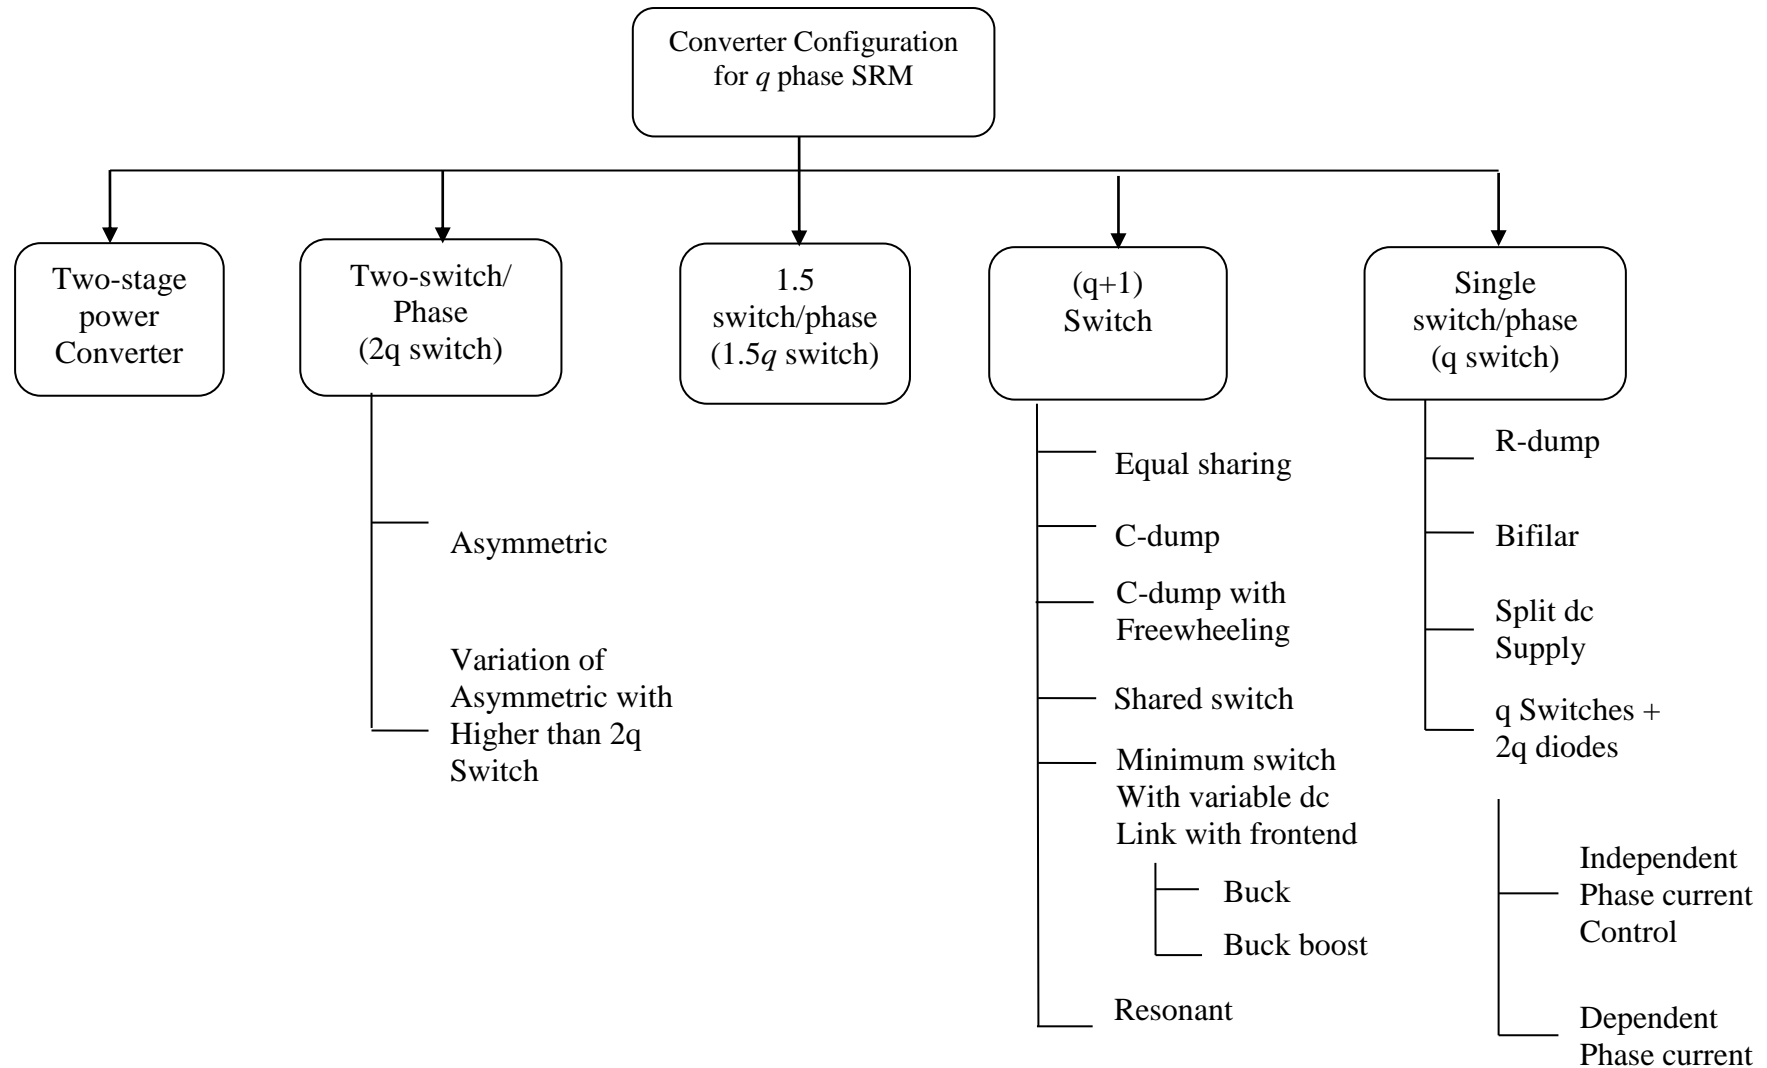 Converter Configuration
for q phase SRM
Two-stage
power
Converter
Two-switch/
Phase
(2q switch)
1.5
switch/phase
(1.5q switch)
(q+1)
Switch
Single
switch/phase
(q switch)
Asymmetric
Variation of
Asymmetric with
Higher than 2q
Switch
Equal sharing
C-dump
C-dump with
Freewheeling
Shared switch
Minimum switch
With variable dc
Link with frontend
Buck
Buck boost
Resonant
R-dump
Bifilar
Split dc
Supply
q Switches +
2q diodes
Independent
Phase current
Control
Dependent
Phase current